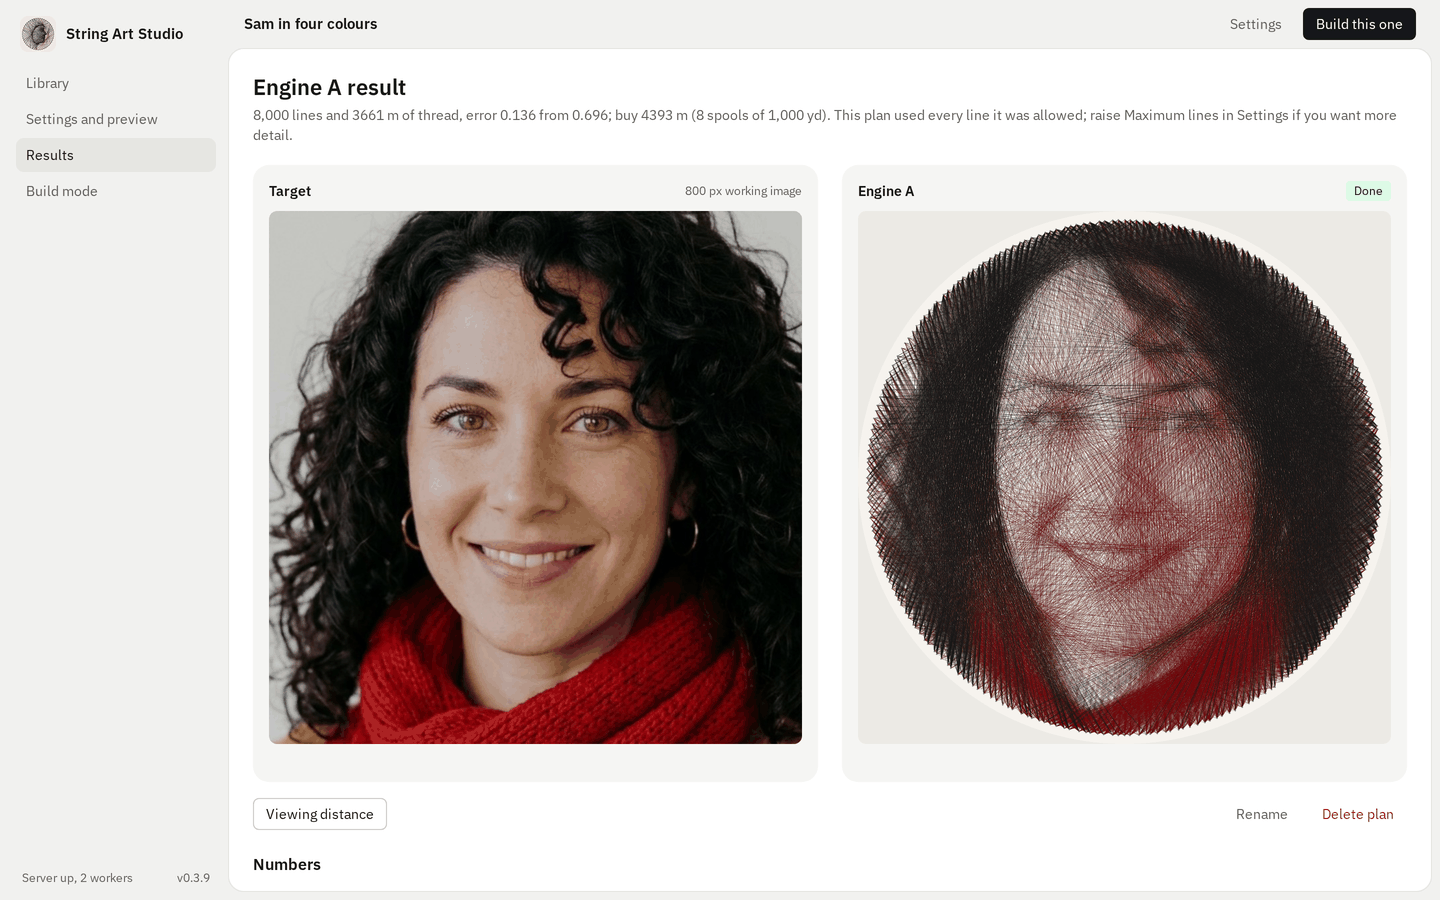 String Art Studio
Sam in four colours
Settings
Build this one
Library
Settings and preview
Results
Build mode
Engine A result
8,000 lines and 3661 m of thread, error 0.136 from 0.696; buy 4393 m (8 spools of 1,000 yd). This plan used every line it was allowed; raise Maximum lines in Settings if you want more
detail.
Target
800 px working image
Engine A
Done
Viewing distance
Rename
Delete plan
Numbers
Server up, 2 workers
v0.3.9